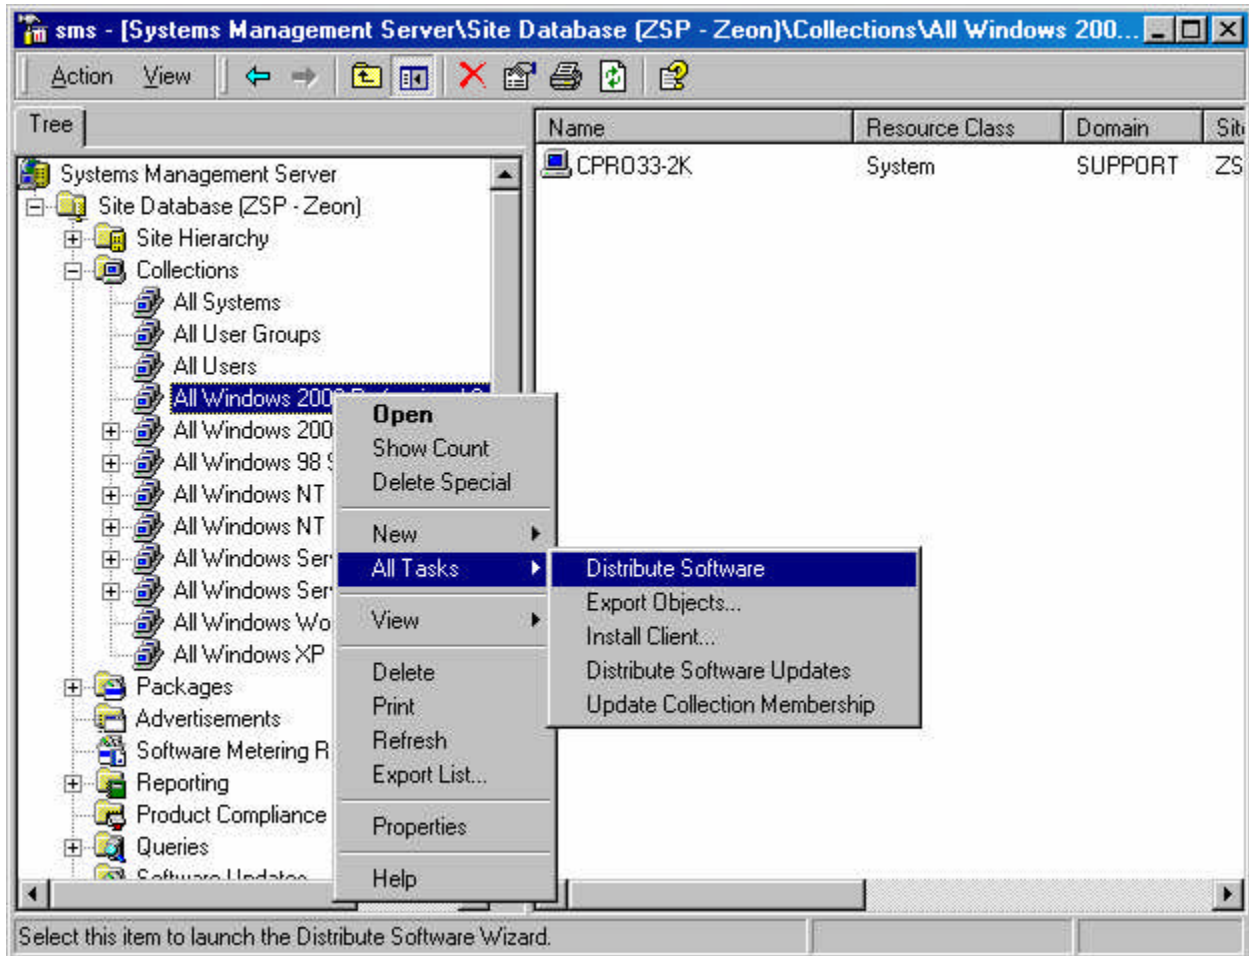 sms - [Systems Management Server\Site Database (ZSP - Zeon)\Collections\All Windows 200...
Action View
Tree
Name Resource Class Domain
CPRO33-2K System SUPPORT ZS
Systems Management Server
Site Database (ZSP - Zeon)
Site Hierarchy
Collections
All Systems
All User Groups
All Users
All Windows 200
All Windows 200
All Windows 98
All Windows NT
All Windows NT
All Windows Ser
All Windows Ser
All Windows Wo
All Windows XP
Packages
Advertisements
Software Metering R
Reporting
Product Compliance
Queries
Software Updates
Open
Show Count
Delete Special
New
All Tasks
View
Delete
Print
Refresh
Export List...
Properties
Help
Distribute Software
Export Objects...
Install Client...
Distribute Software Updates
Update Collection Membership
Select this item to launch the Distribute Software Wizard.